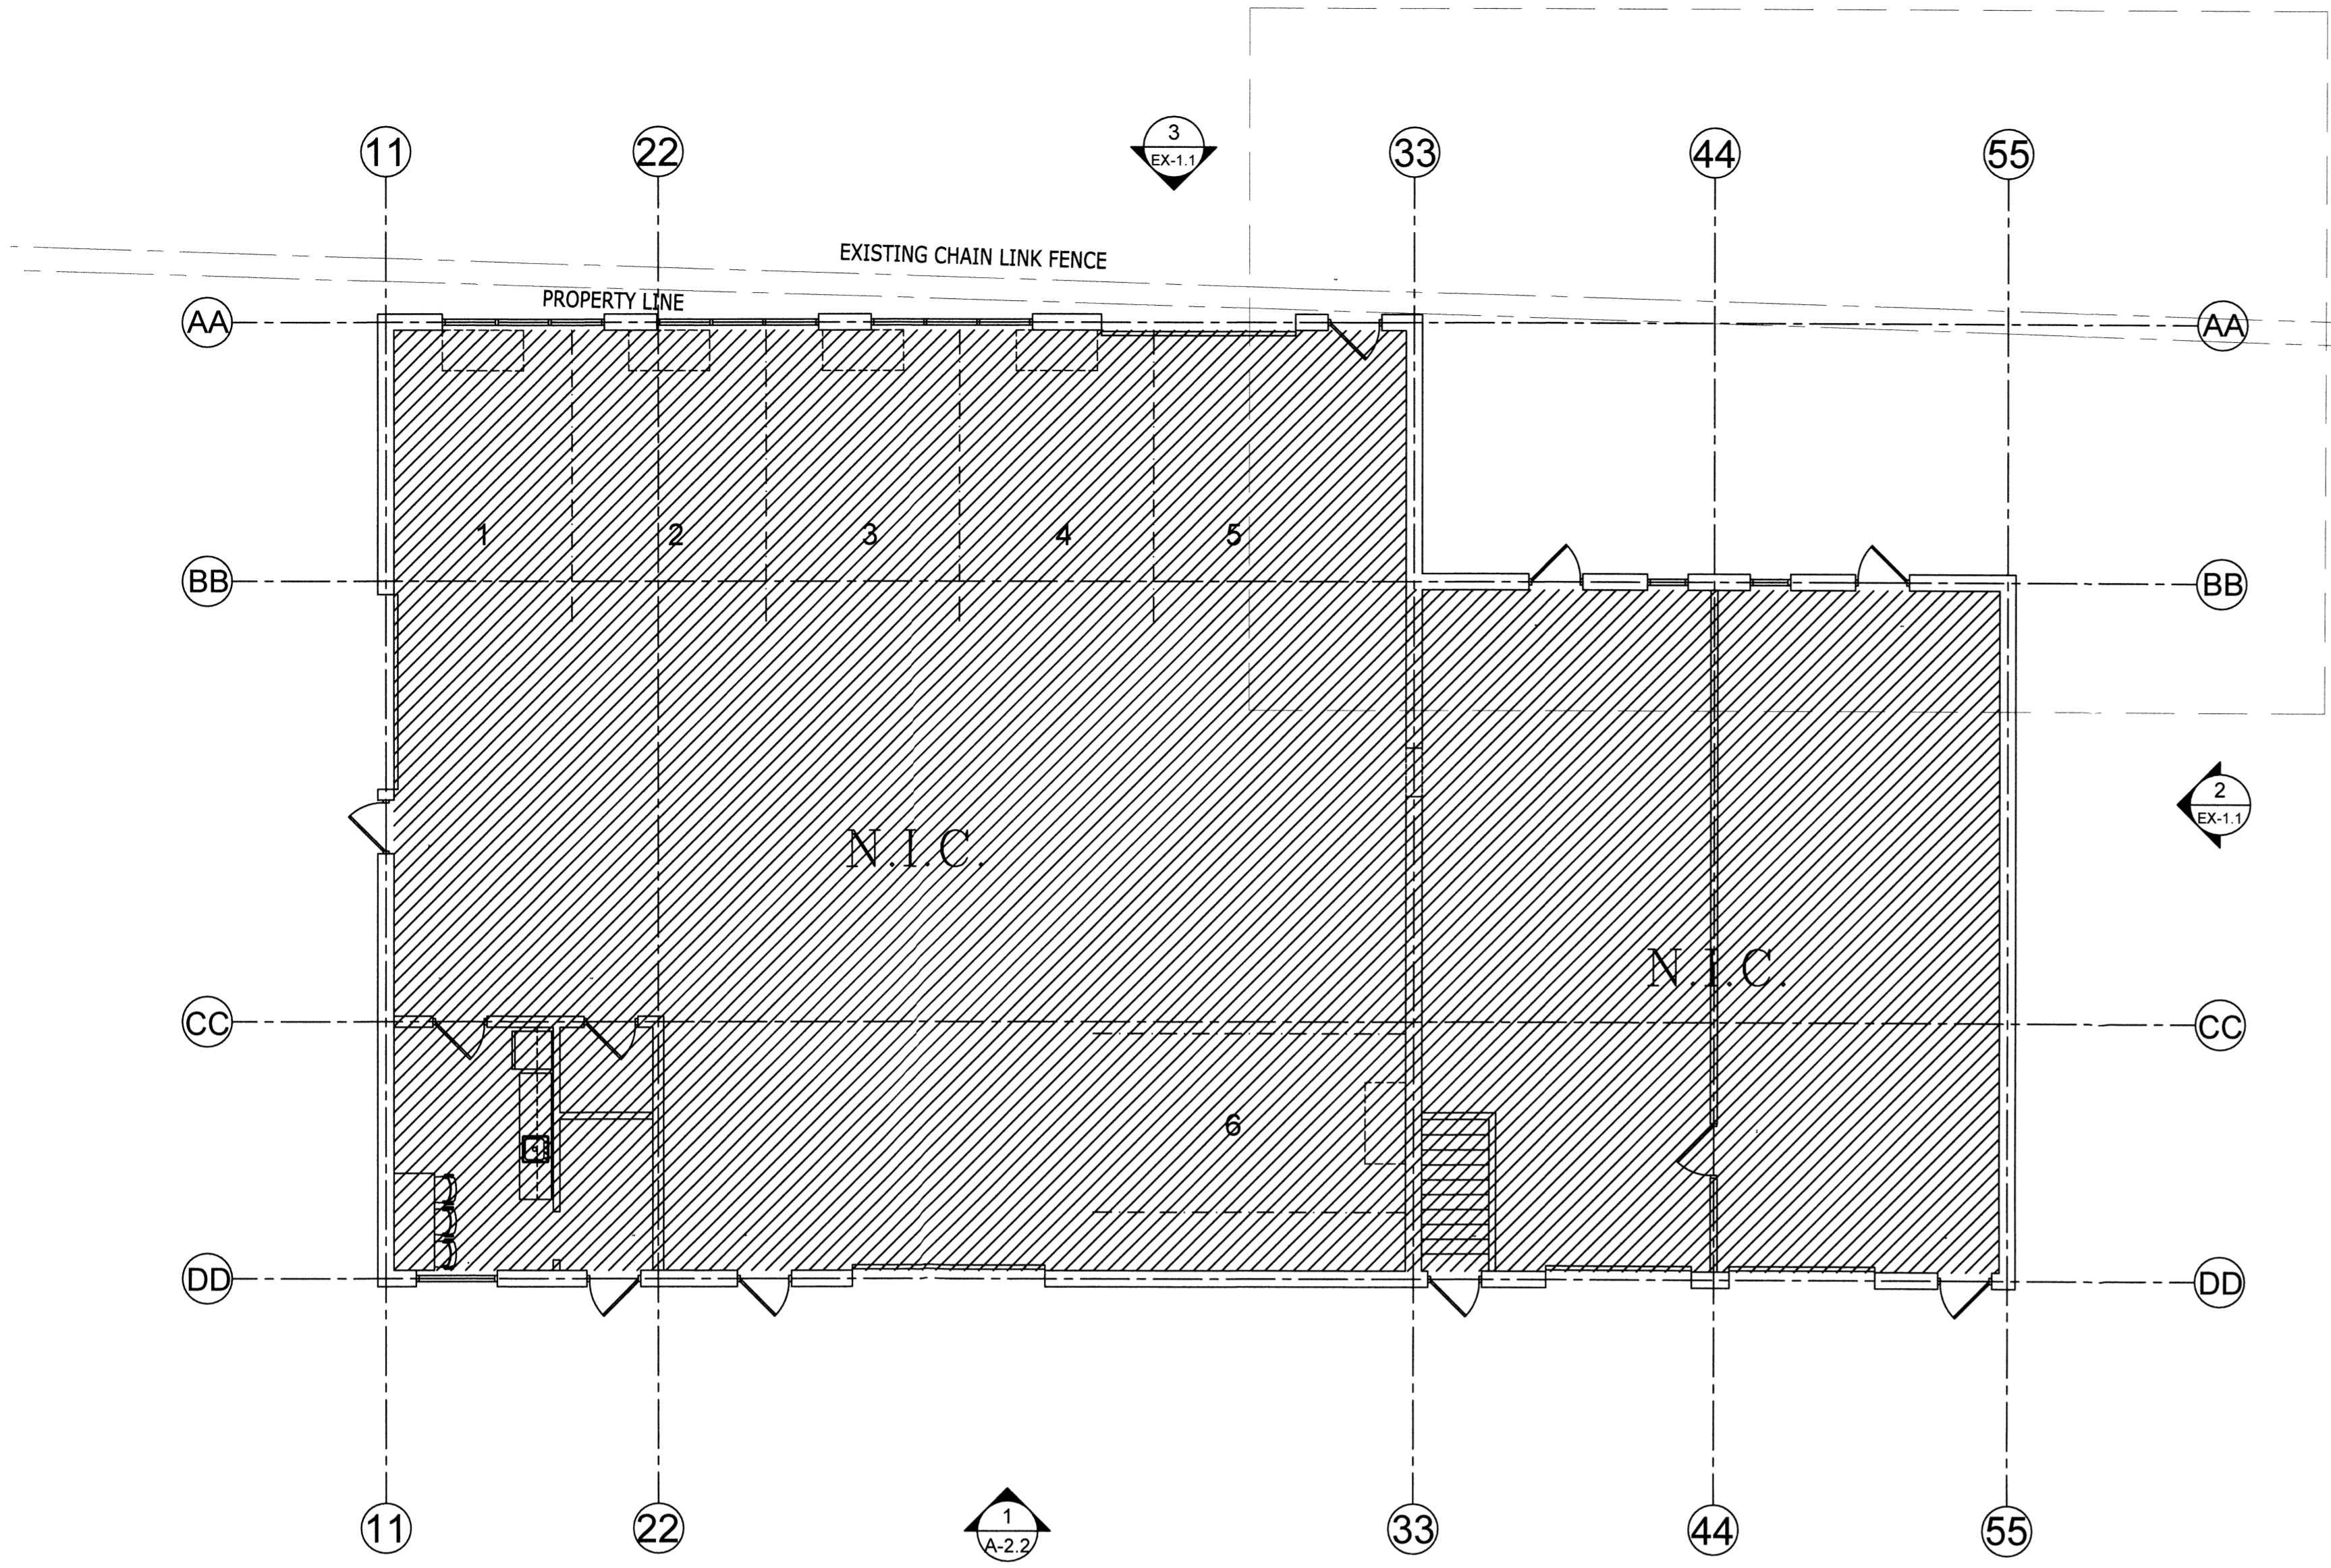 3
EX-1.1
11
22
33
44
55
EXISTING CHAIN LINK FENCE
PROPERTY LINE
AA
AA
1
2
3
4
5
BB
BB
2
EX-1.1
N.I.C.
N.I.C.
CC
CC
6
DD
DD
1
A-2.2
11
22
33
44
55